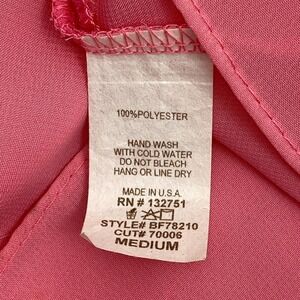 100%POLYESTER
HAND WASH
WITH COLD WATER
DO NOT BLEACH
HANG OR LINE DRY
MADE IN U.S.A.
RN # 132751
STYLE# BF78210
CUT# 70006
MEDIUM